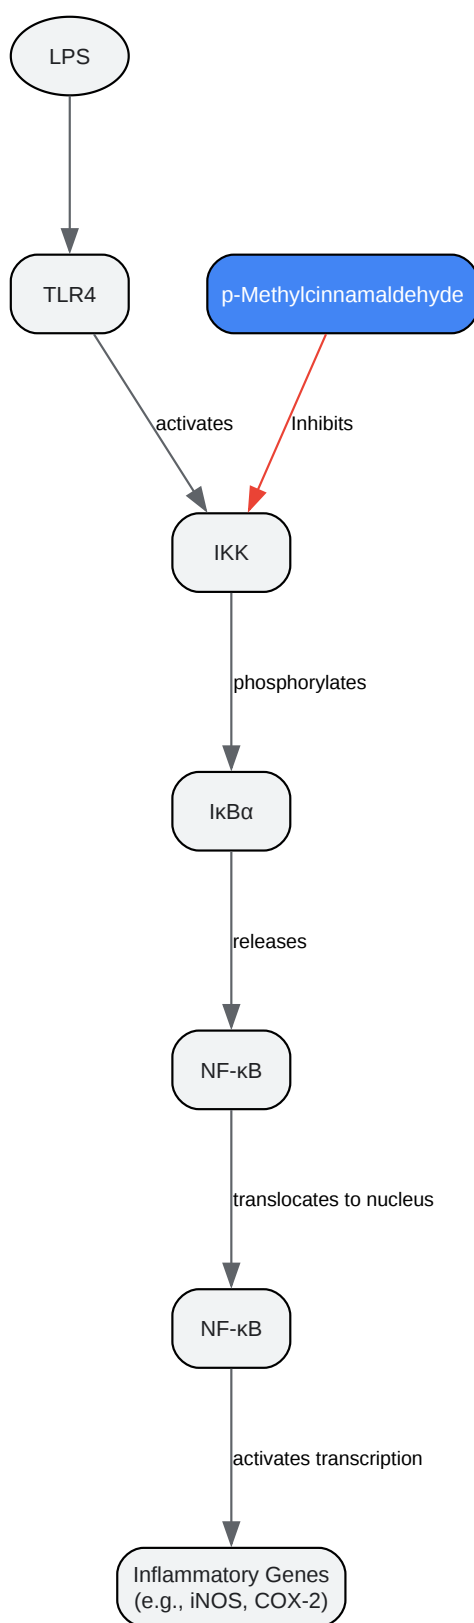 LPS
TLR4
p-Methylcinnamaldehyde
activates
Inhibits
IKK
phosphorylates
IκBα
releases
NF-κB
translocates to nucleus
NF-κB
activates transcription
Inflammatory Genes
(e.g., iNOS, COX-2)